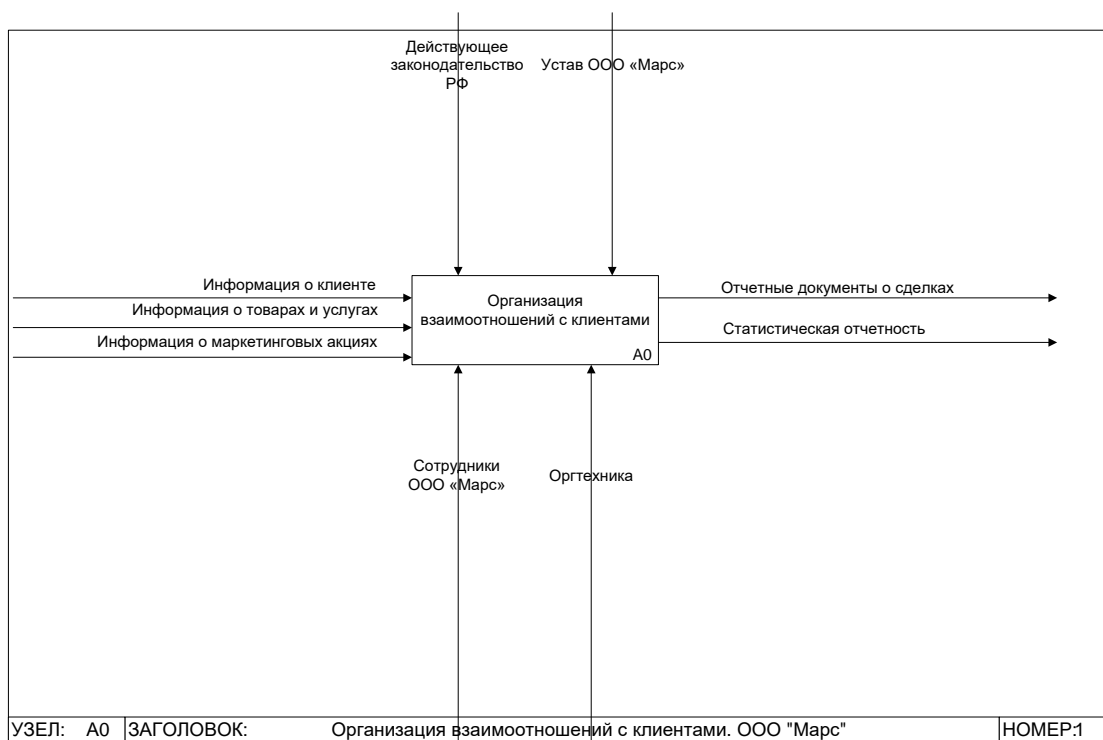 Действующее
законодательство
РФ
Устав ООО «Марс»
Информация о клиенте
Информация о товарах и услугах
Информация о маркетинговых акциях
Организация
взаимоотношений с клиентами
A0
Отчетные документы о сделках
Статистическая отчетность
Сотрудники
ООО «Марс»
Оргтехника
УЗЕЛ: A0 ЗАГОЛОВОК: Организация взаимоотношений с клиентами. ООО "Марс" НОМЕР:1